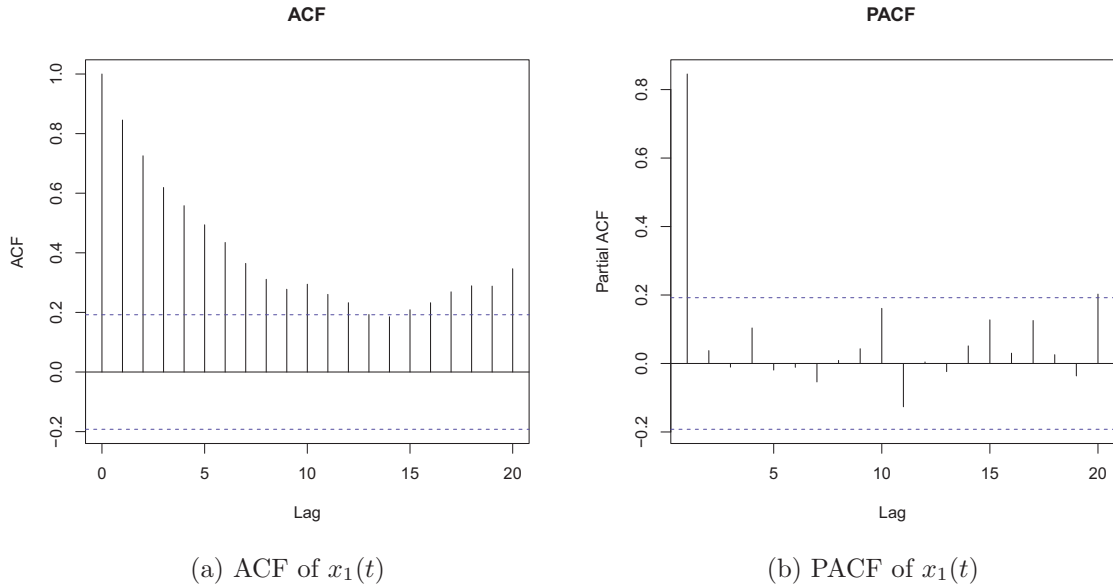 ACF
ACF
1.0
0.8
0.6
0.4
0.2
0.0
−0.2
0 5 10 15 20
Lag
(a) ACF of x₁(t)
PACF
Partial ACF
0.8
0.6
0.4
0.2
0.0
−0.2
5 10 15 20
Lag
(b) PACF of x₁(t)